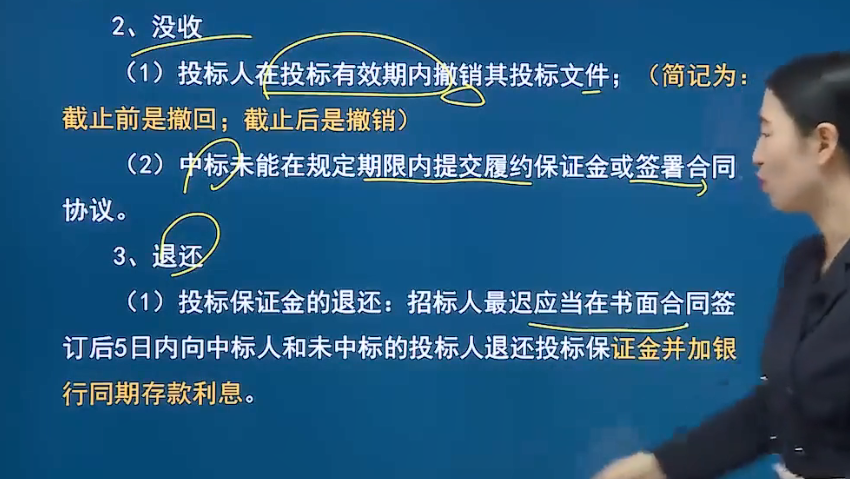 2、没收
（1）投标人在投标有效期内撤销其投标文件；（简记为：
截止前是撤回；截止后是撤销）
（2）中标未能在规定期限内提交履约保证金或签署合同
协议。
3、退还
（1）投标保证金的退还：招标人最迟应当在书面合同签
订后5日内向中标人和未中标的投标人退还投标保证金并加银
行同期存款利息。